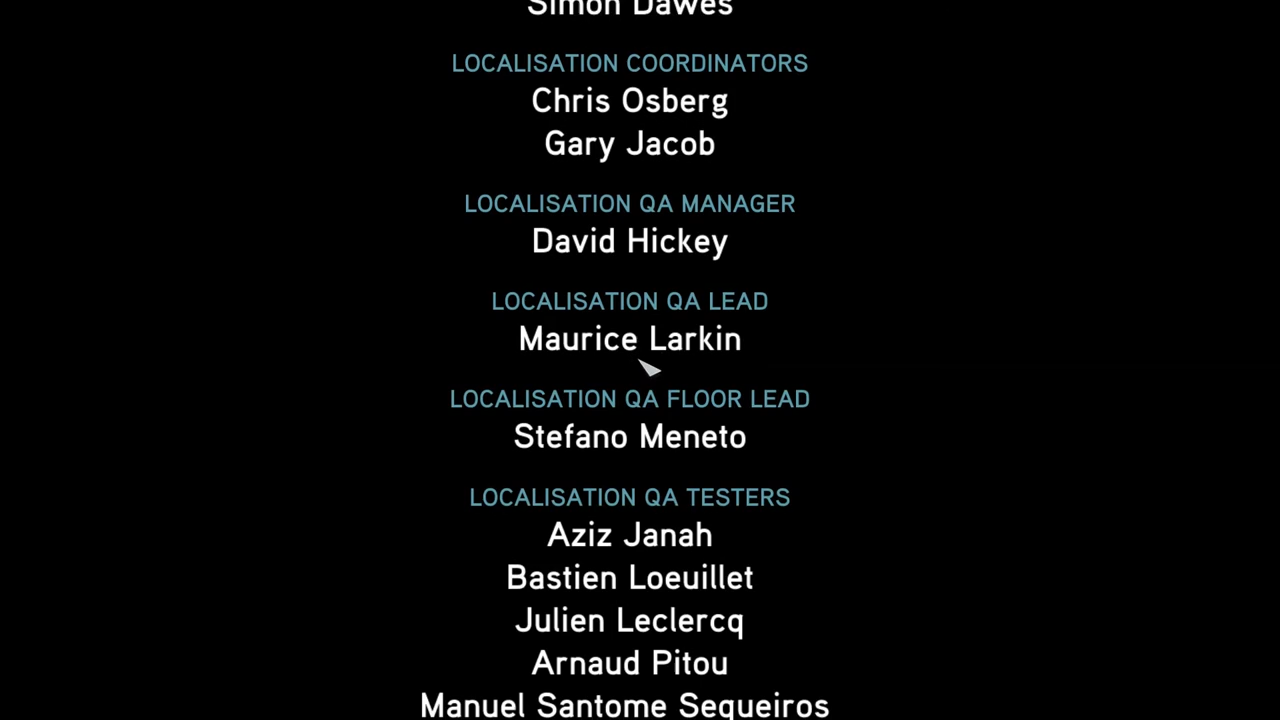 Simon Dawes
LOCALISATION COORDINATORS
Chris Osberg
Gary Jacob
LOCALISATION QA MANAGER
David Hickey
LOCALISATION QA LEAD
Maurice Larkin
LOCALISATION QA FLOOR LEAD
Stefano Meneto
LOCALISATION QA TESTERS
Aziz Janah
Bastien Loeuillet
Julien Leclercq
Arnaud Pitou
Manuel Santome Sequeiros